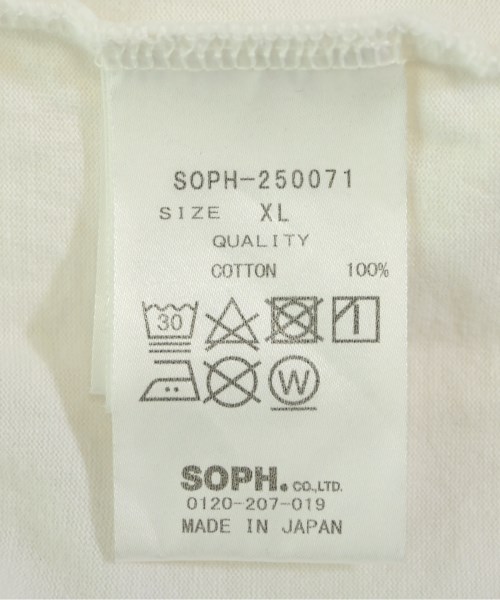 SOPH-250071
SIZE XL
QUALITY
COTTON 100%
30
W
SOPH. CO.,LTD.
0120-207-019
MADE IN JAPAN